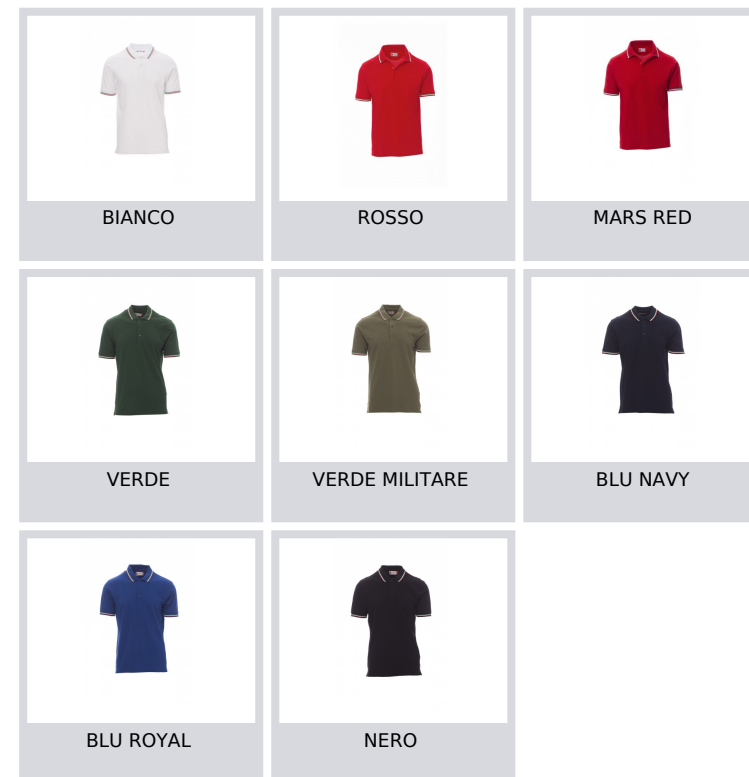 BIANCO
ROSSO
MARS RED
VERDE
VERDE MILITARE
BLU NAVY
BLU ROYAL
NERO